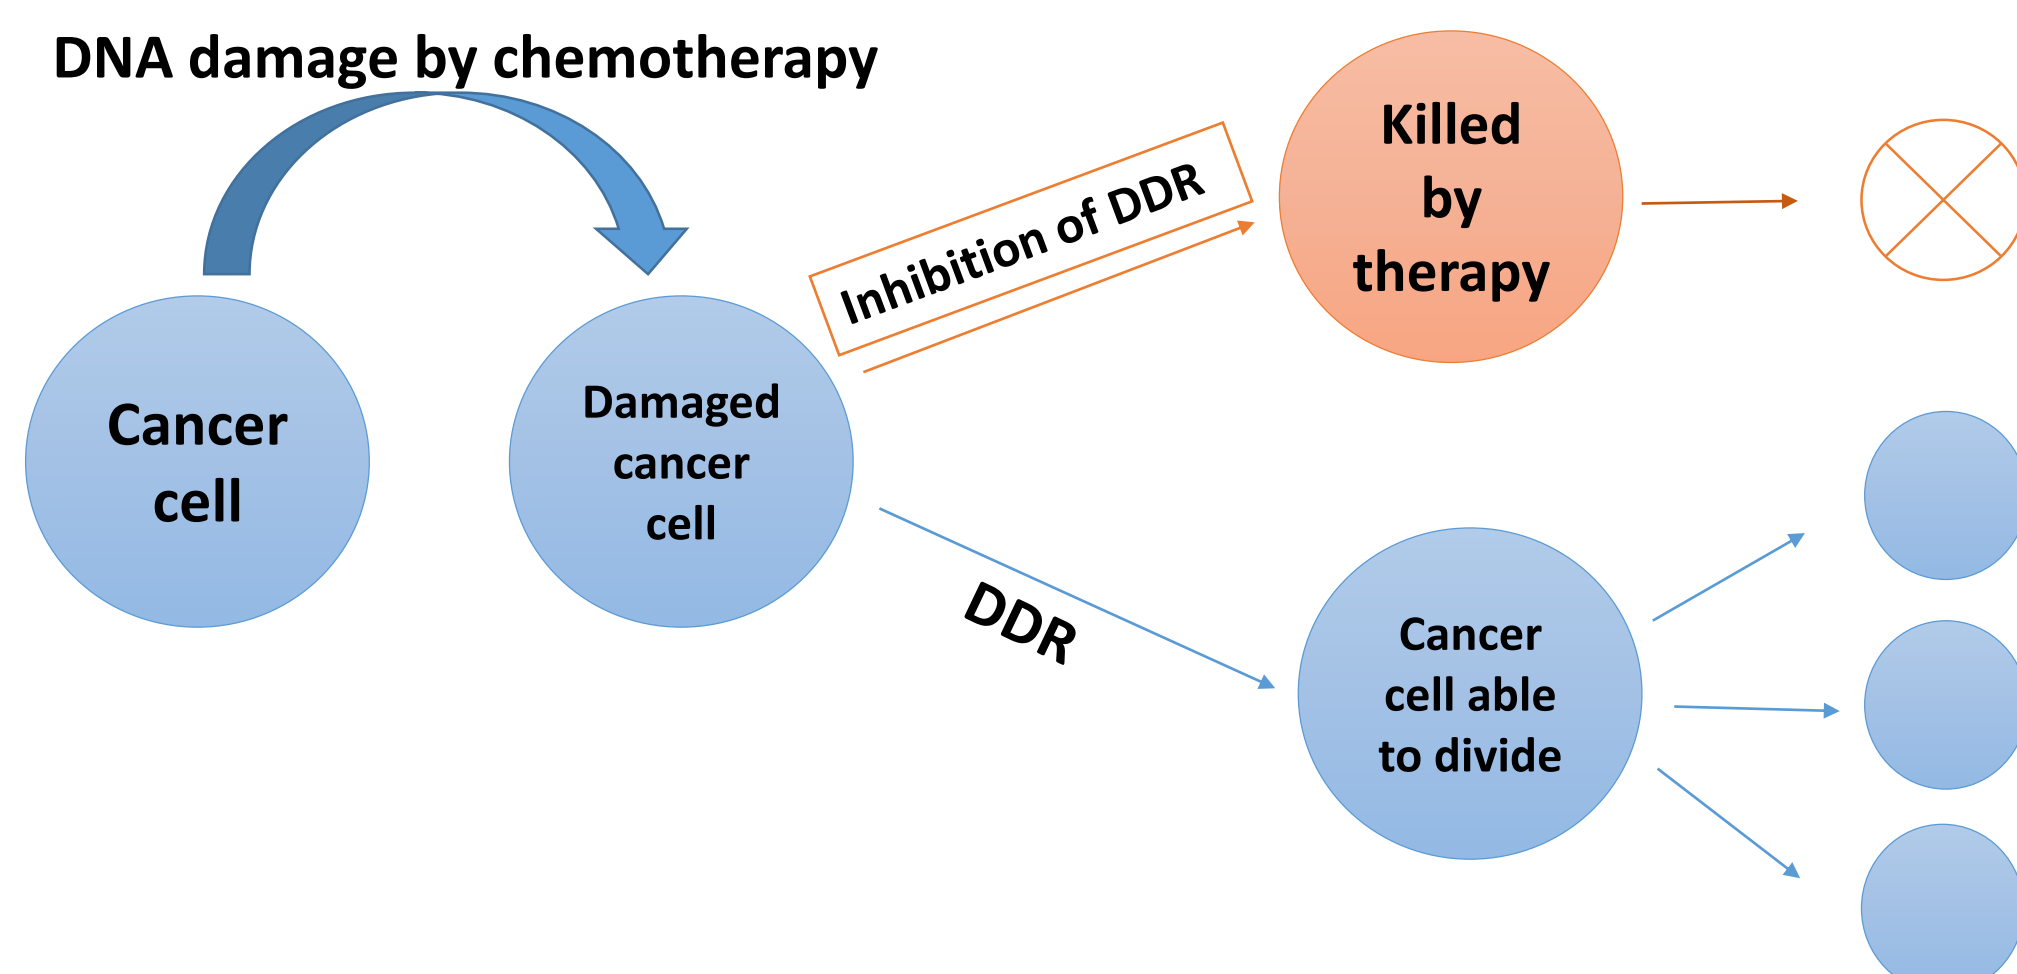 DNA damage by chemotherapy
Cancer
cell
Damaged
cancer
cell
Inhibition of DDR
Killed
by
therapy
DDR
Cancer
cell able
to divide